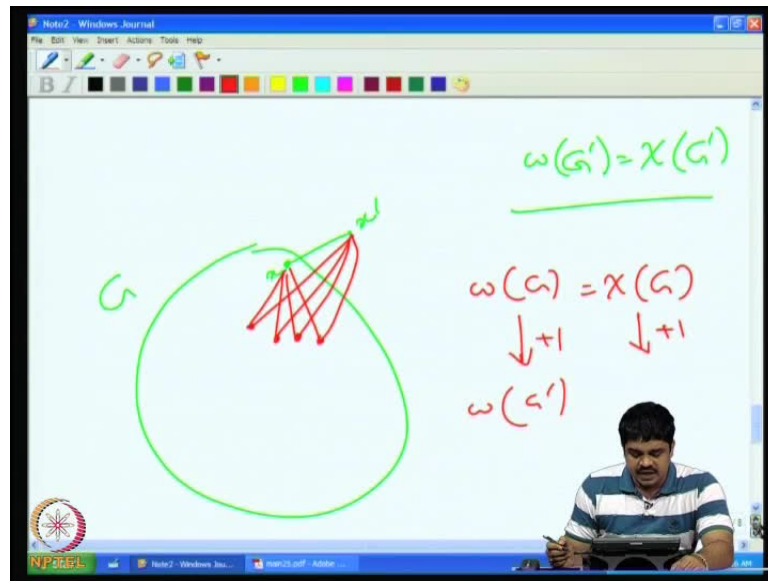 Note2 - Windows Journal
File Edit View Insert Actions Tools Help
B I
ω(G') = χ(G')
x'
x
G
ω(G) = χ(G)
↓+1 ↓+1
ω(G')
NPTEL
Note2 - Windows Jou...
main25.pdf - Adobe ...